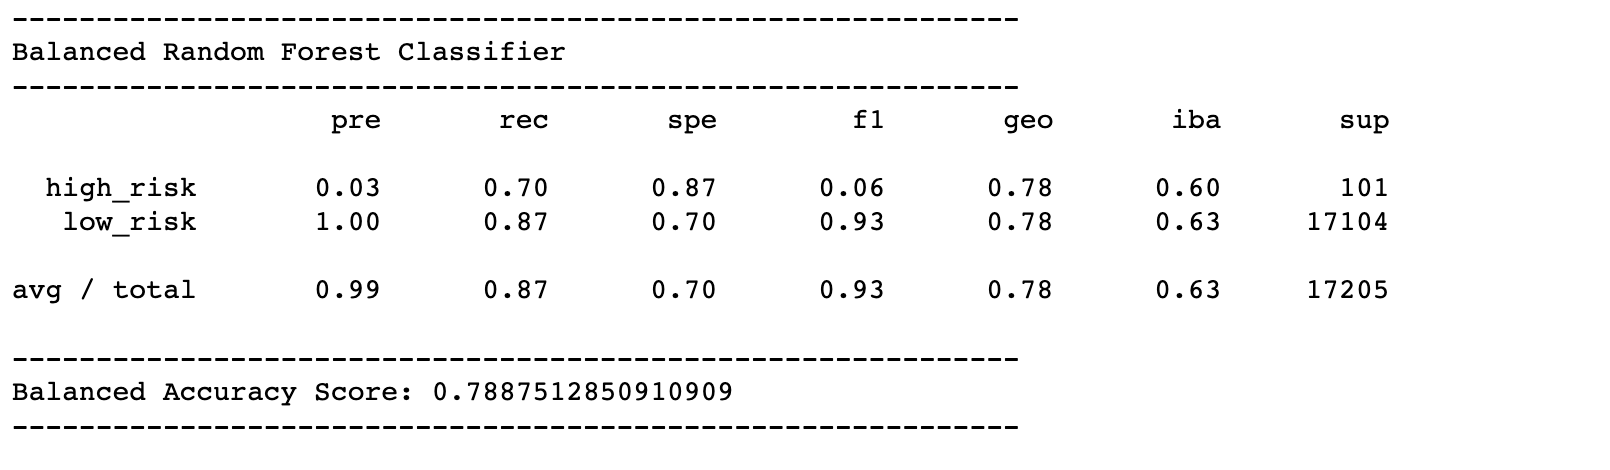 ------------------------------------------------------------
Balanced Random Forest Classifier
------------------------------------------------------------
                   pre       rec       spe        f1       geo       iba       sup

  high_risk       0.03      0.70      0.87      0.06      0.78      0.60       101
   low_risk       1.00      0.87      0.70      0.93      0.78      0.63     17104

avg / total       0.99      0.87      0.70      0.93      0.78      0.63     17205

------------------------------------------------------------
Balanced Accuracy Score: 0.7887512850910909
------------------------------------------------------------